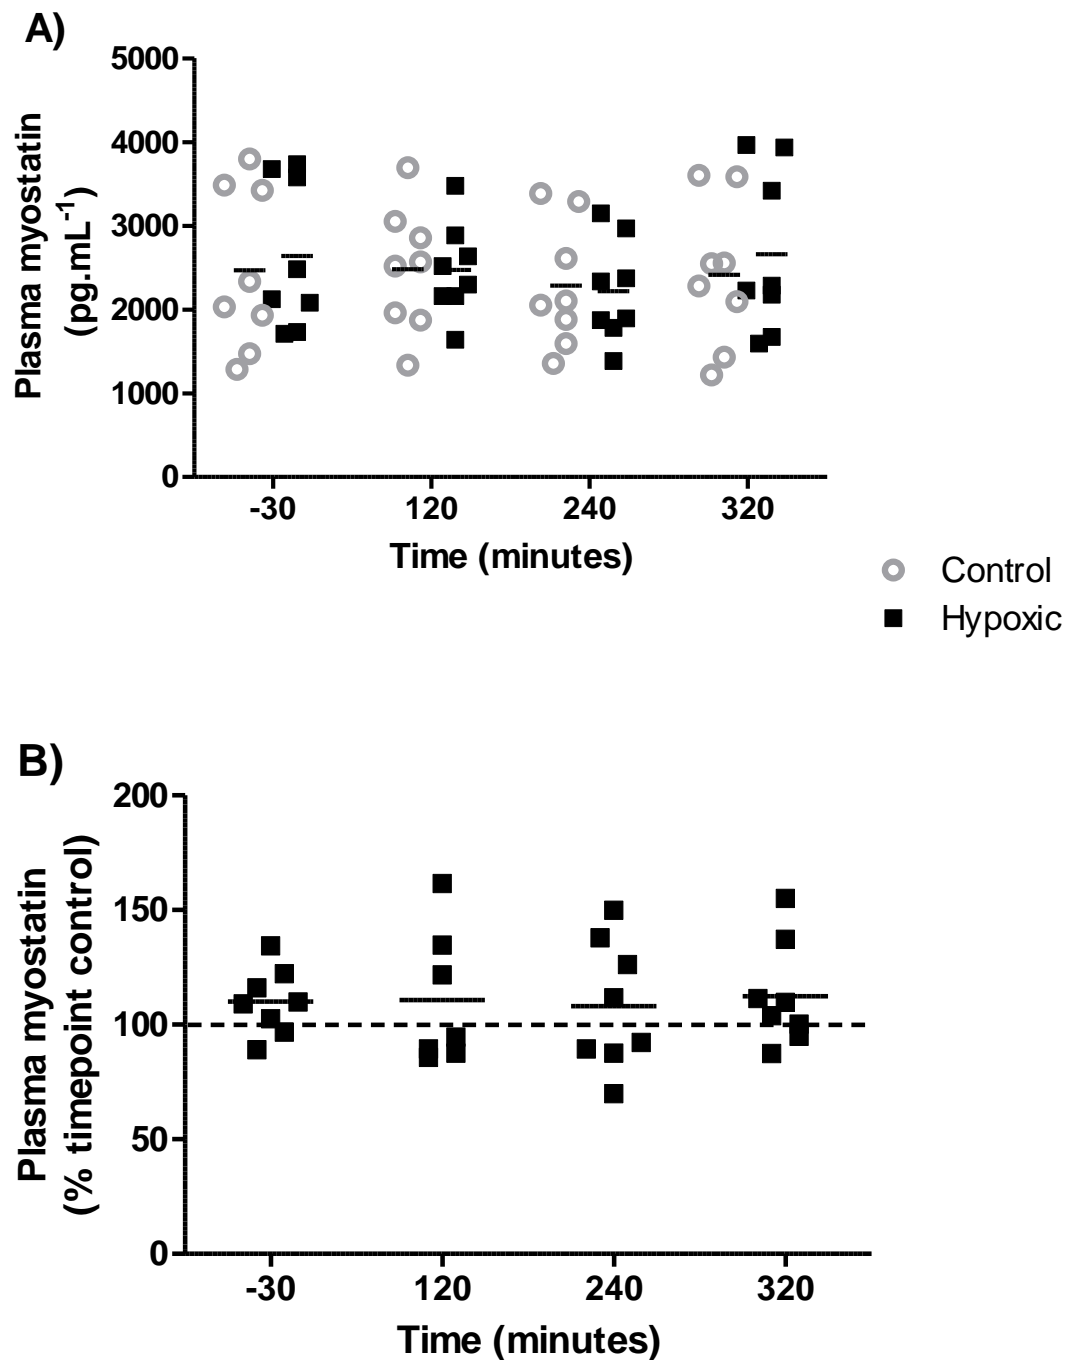 A)
5000
4000
3000
2000
1000
0
Plasma myostatin
(pg.mL⁻¹)
-30 120 240 320
Time (minutes)
Control
Hypoxic
B)
200
150
100
50
0
Plasma myostatin
(% timepoint control)
-30 120 240 320
Time (minutes)